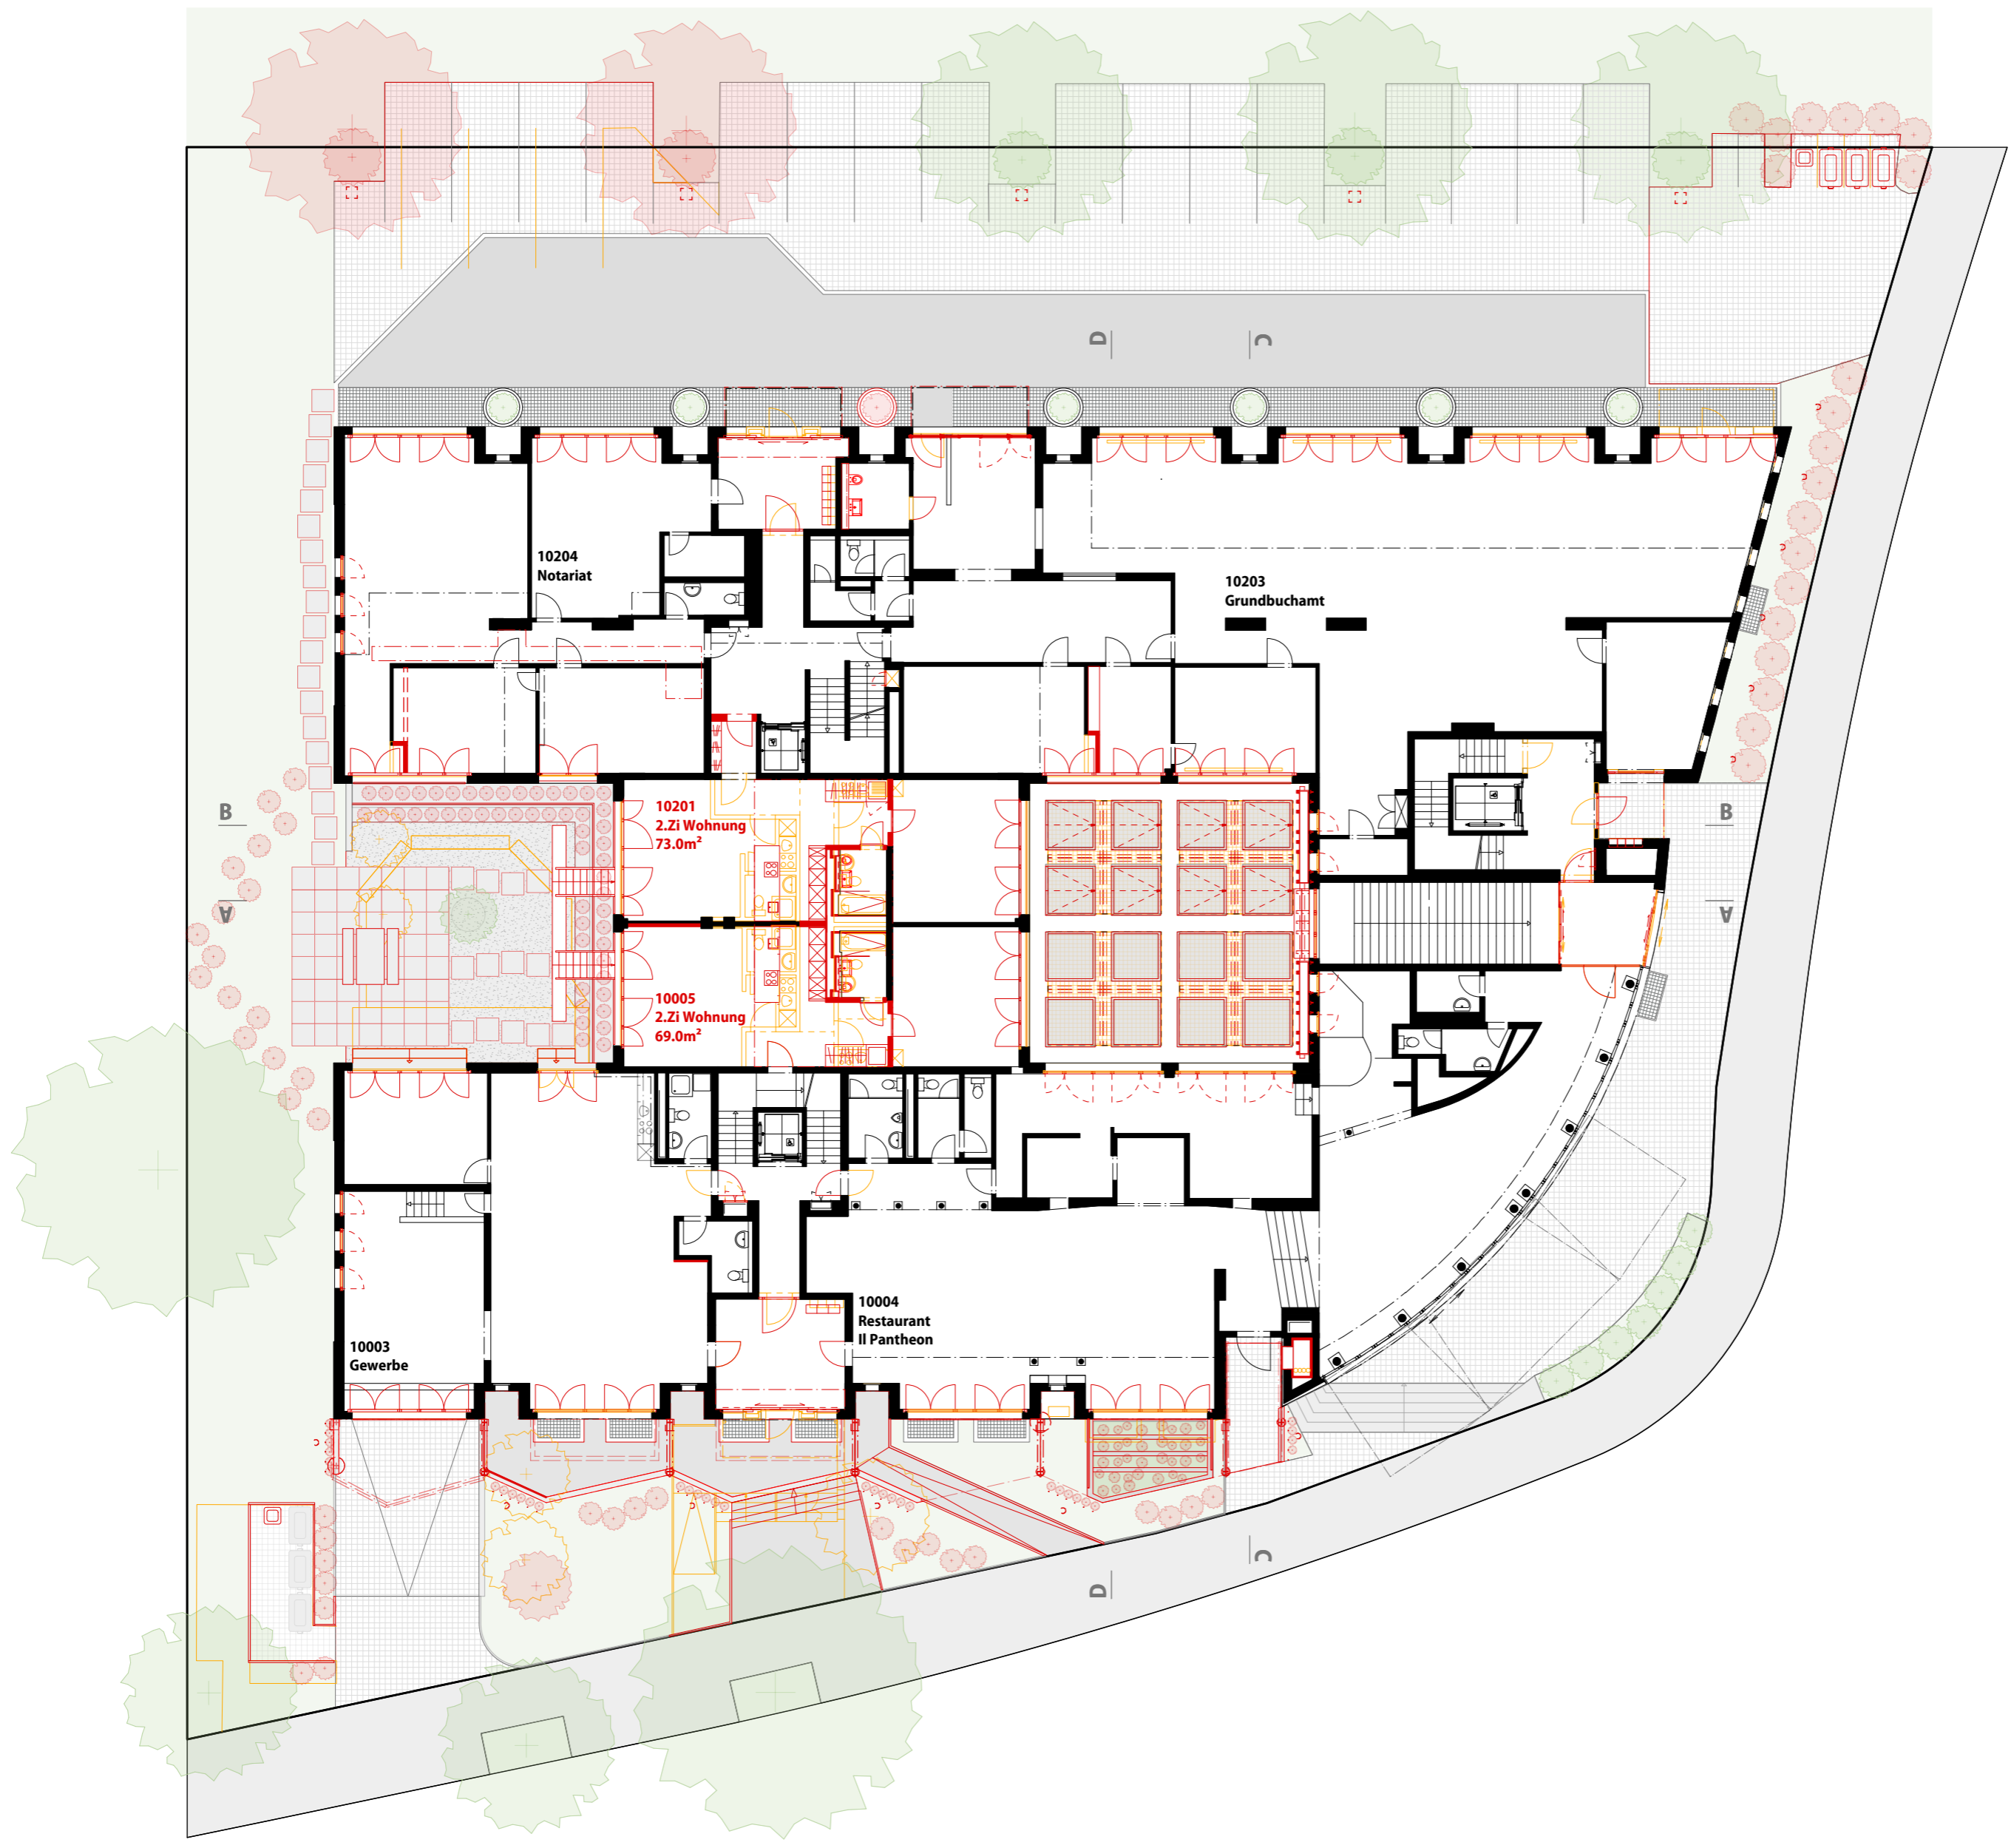 D
C
10204
Notariat
10203
Grundbuchamt
B
10201
2.Zi Wohnung
73.0m²
B
A
A
10005
2.Zi Wohnung
69.0m²
10004
Restaurant
Il Pantheon
10003
Gewerbe
C
D